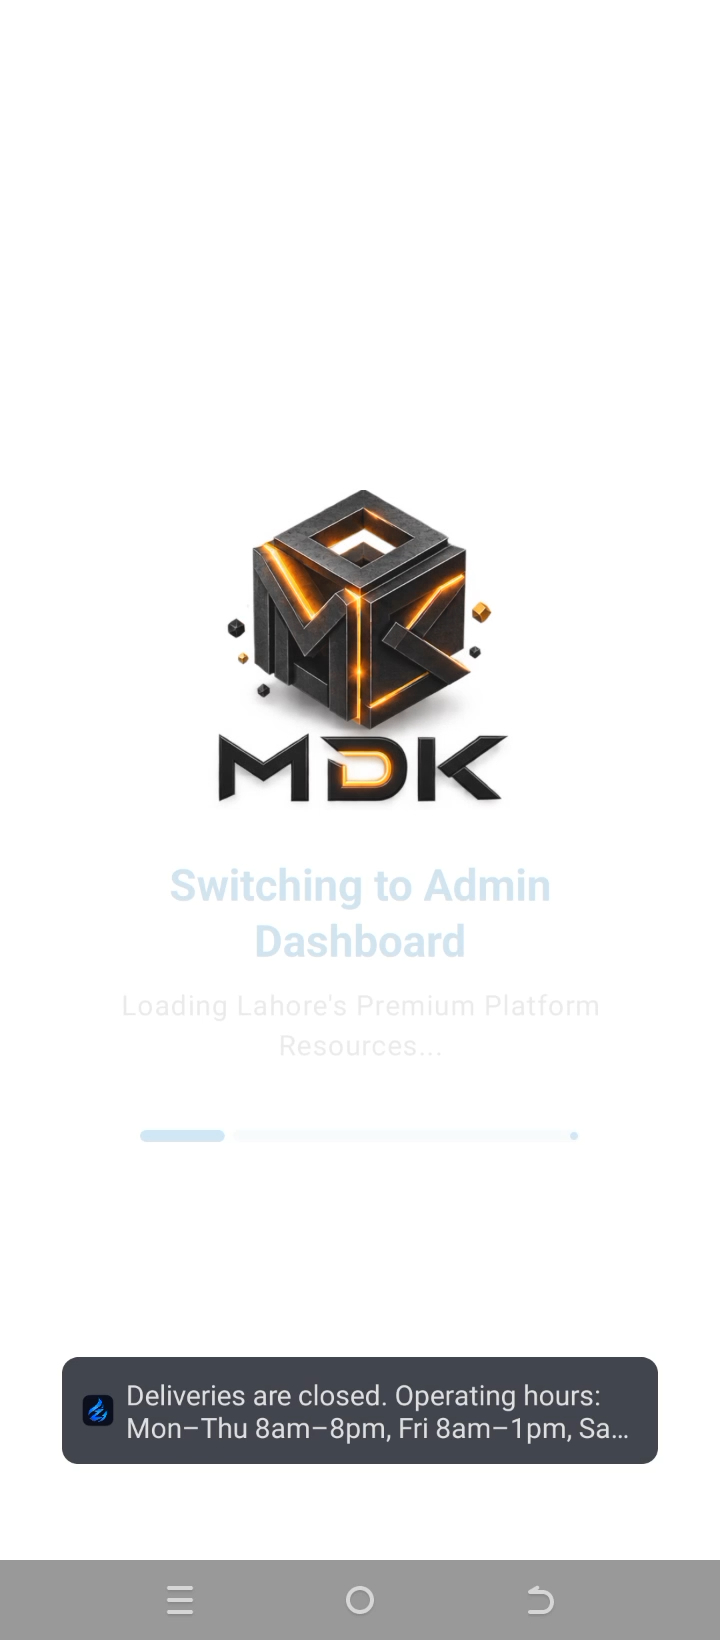 MDK
Switching to Admin
Dashboard
Loading Lahore's Premium Platform
Resources...
Deliveries are closed. Operating hours:
Mon–Thu 8am–8pm, Fri 8am–1pm, Sa...